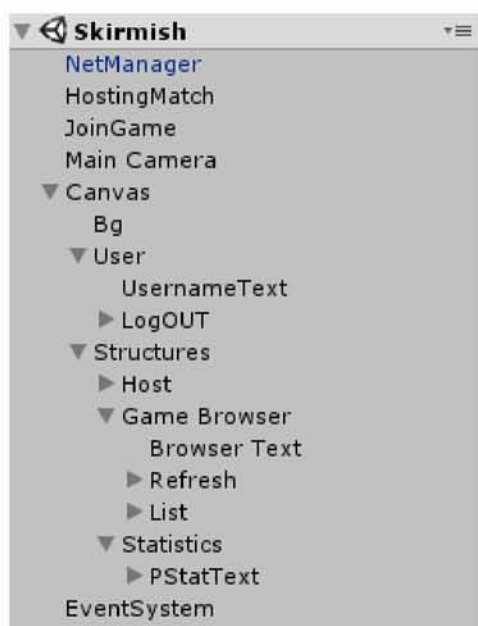 Skirmish
NetManager
HostingMatch
JoinGame
Main Camera
Canvas
Bg
User
UsernameText
LogOUT
Structures
Host
Game Browser
Browser Text
Refresh
List
Statistics
PStatText
EventSystem